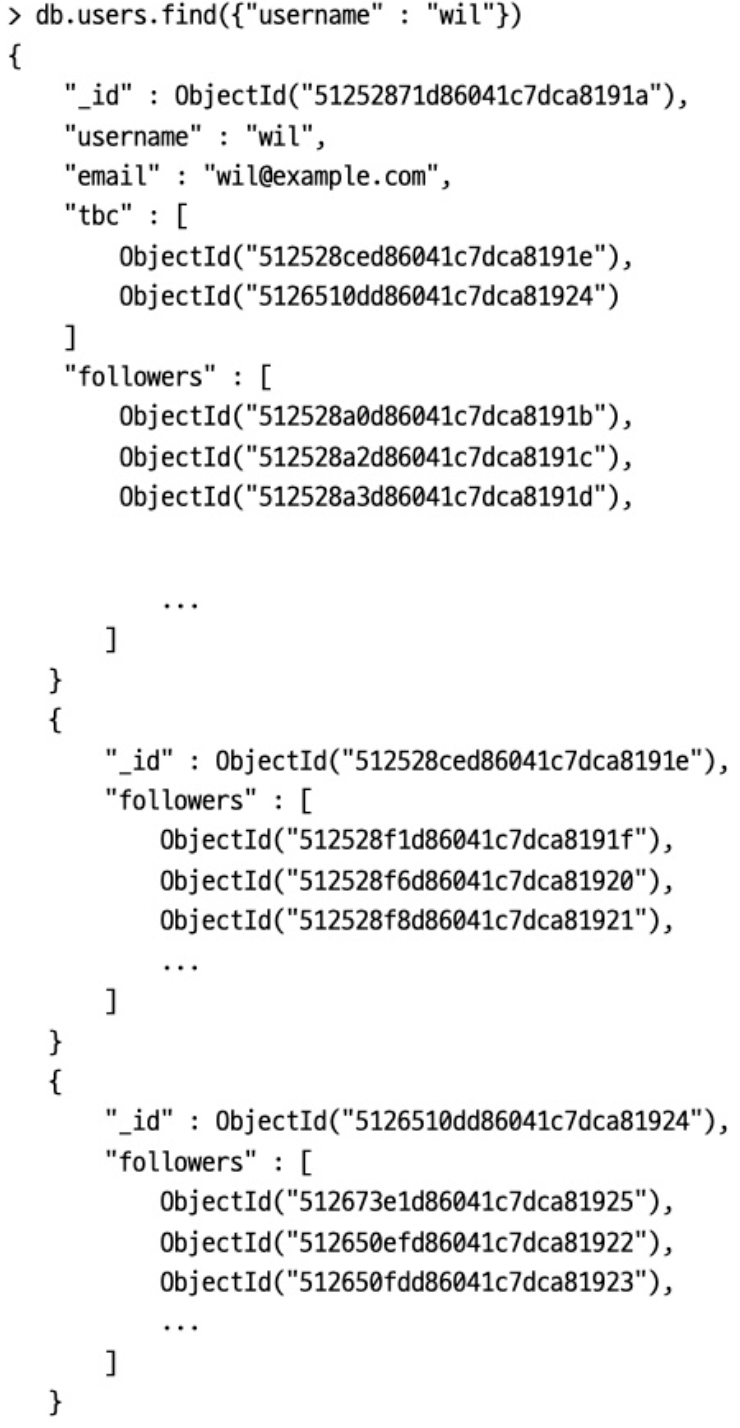 > db.users.find({"username" : "wil"})
{
    "_id" : ObjectId("51252871d86041c7dca8191a"),
    "username" : "wil",
    "email" : "wil@example.com",
    "tbc" : [
        ObjectId("512528ced86041c7dca8191e"),
        ObjectId("5126510dd86041c7dca81924")
    ]
    "followers" : [
        ObjectId("512528a0d86041c7dca8191b"),
        ObjectId("512528a2d86041c7dca8191c"),
        ObjectId("512528a3d86041c7dca8191d"),
        ...
    ]
}
{
    "_id" : ObjectId("512528ced86041c7dca8191e"),
    "followers" : [
        ObjectId("512528f1d86041c7dca8191f"),
        ObjectId("512528f6d86041c7dca81920"),
        ObjectId("512528f8d86041c7dca81921"),
        ...
    ]
}
{
    "_id" : ObjectId("5126510dd86041c7dca81924"),
    "followers" : [
        ObjectId("512673e1d86041c7dca81925"),
        ObjectId("512650efd86041c7dca81922"),
        ObjectId("512650fdd86041c7dca81923"),
        ...
    ]
}